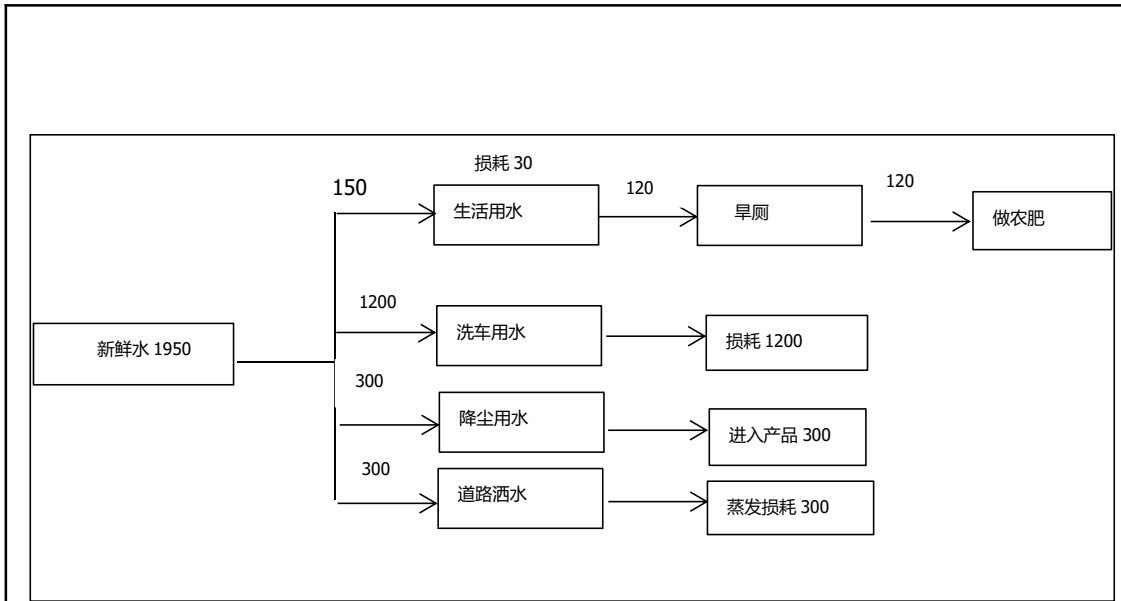 损耗 30
150
生活用水
120
旱厕
120
做农肥
1200
洗车用水
损耗 1200
新鲜水 1950
300
降尘用水
进入产品 300
300
道路洒水
蒸发损耗 300